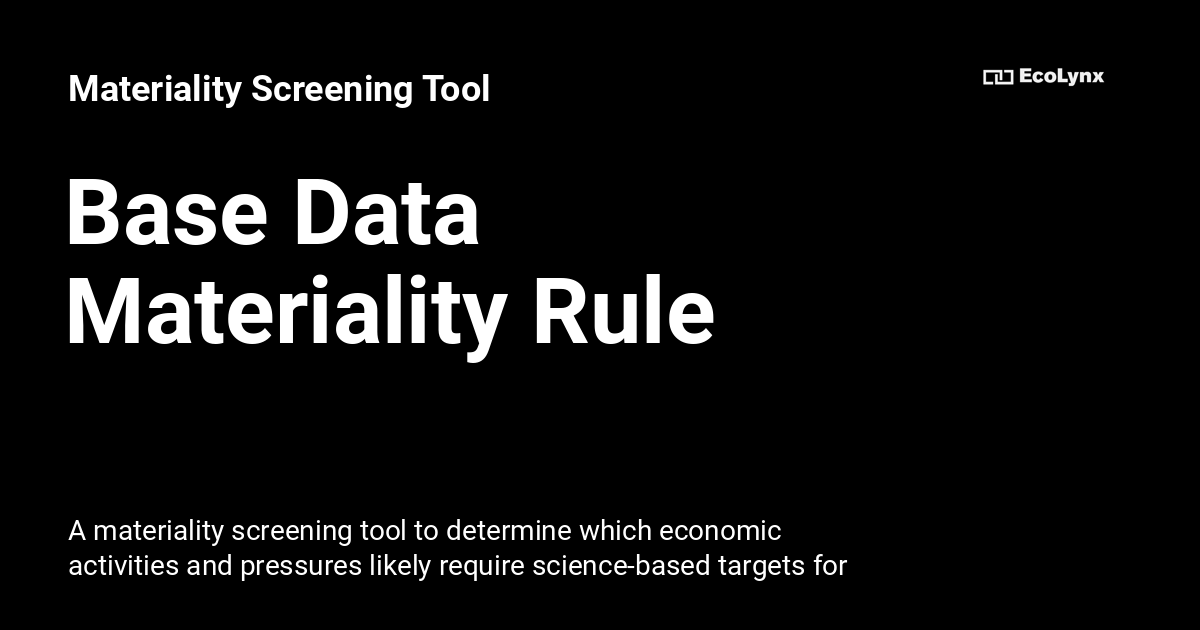 Materiality Screening Tool
EcoLynx
Base Data
Materiality Rule
A materiality screening tool to determine which economic
activities and pressures likely require science-based targets for